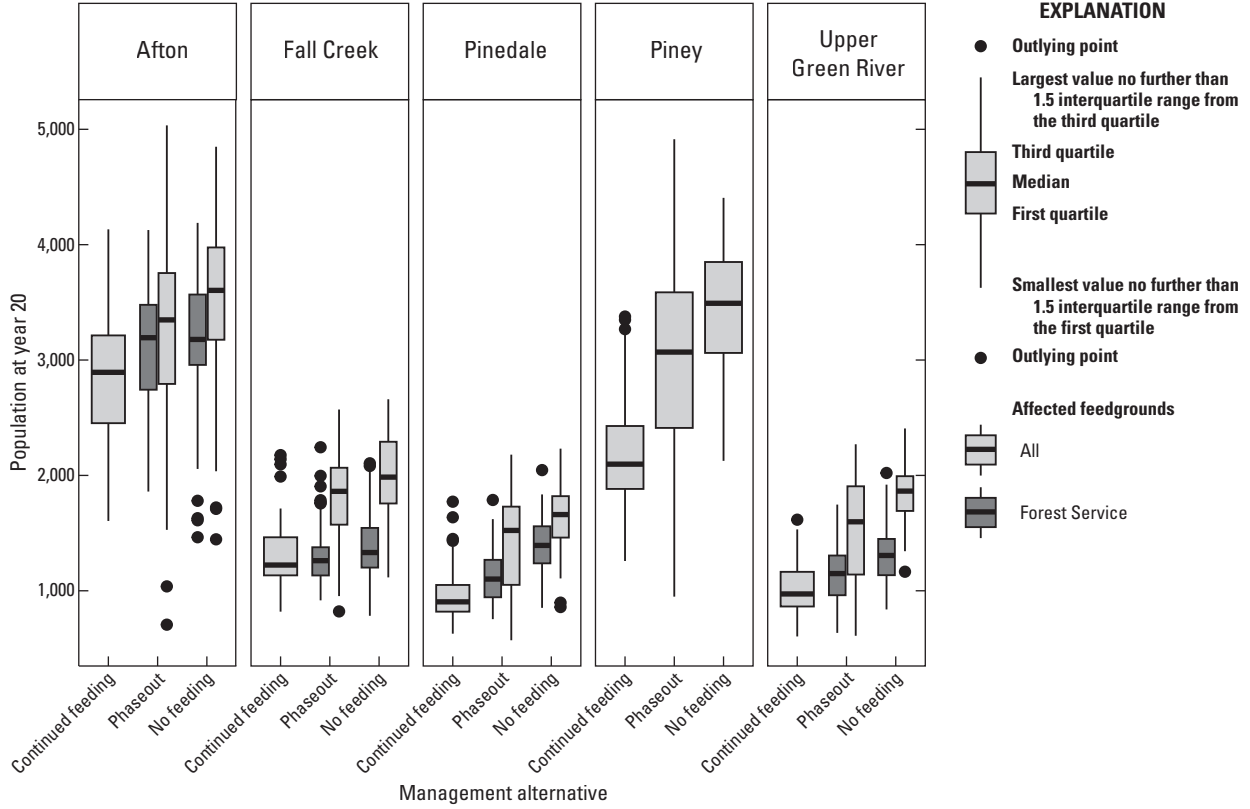 Afton
Fall Creek
Pinedale
Piney
Upper
Green River
Population at year 20
5,000
4,000
3,000
2,000
1,000
Continued feeding
Phaseout
No feeding
Continued feeding
Phaseout
No feeding
Continued feeding
Phaseout
No feeding
Continued feeding
Phaseout
No feeding
Continued feeding
Phaseout
No feeding
Management alternative
EXPLANATION
Outlying point
Largest value no further than
1.5 interquartile range from
the third quartile
Third quartile
Median
First quartile
Smallest value no further than
1.5 interquartile range from
the first quartile
Outlying point
Affected feedgrounds
All
Forest Service